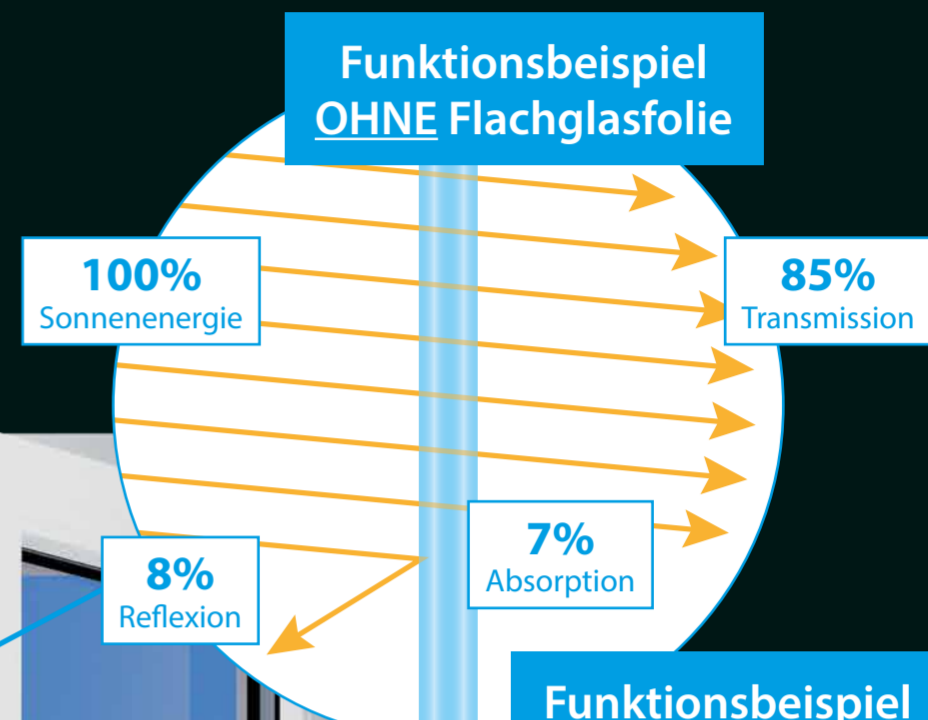 Funktionsbeispiel
OHNE Flachglasfolie
100%
Sonnenenergie
85%
Transmission
7%
Absorption
8%
Reflexion
Funktionsbeispiel